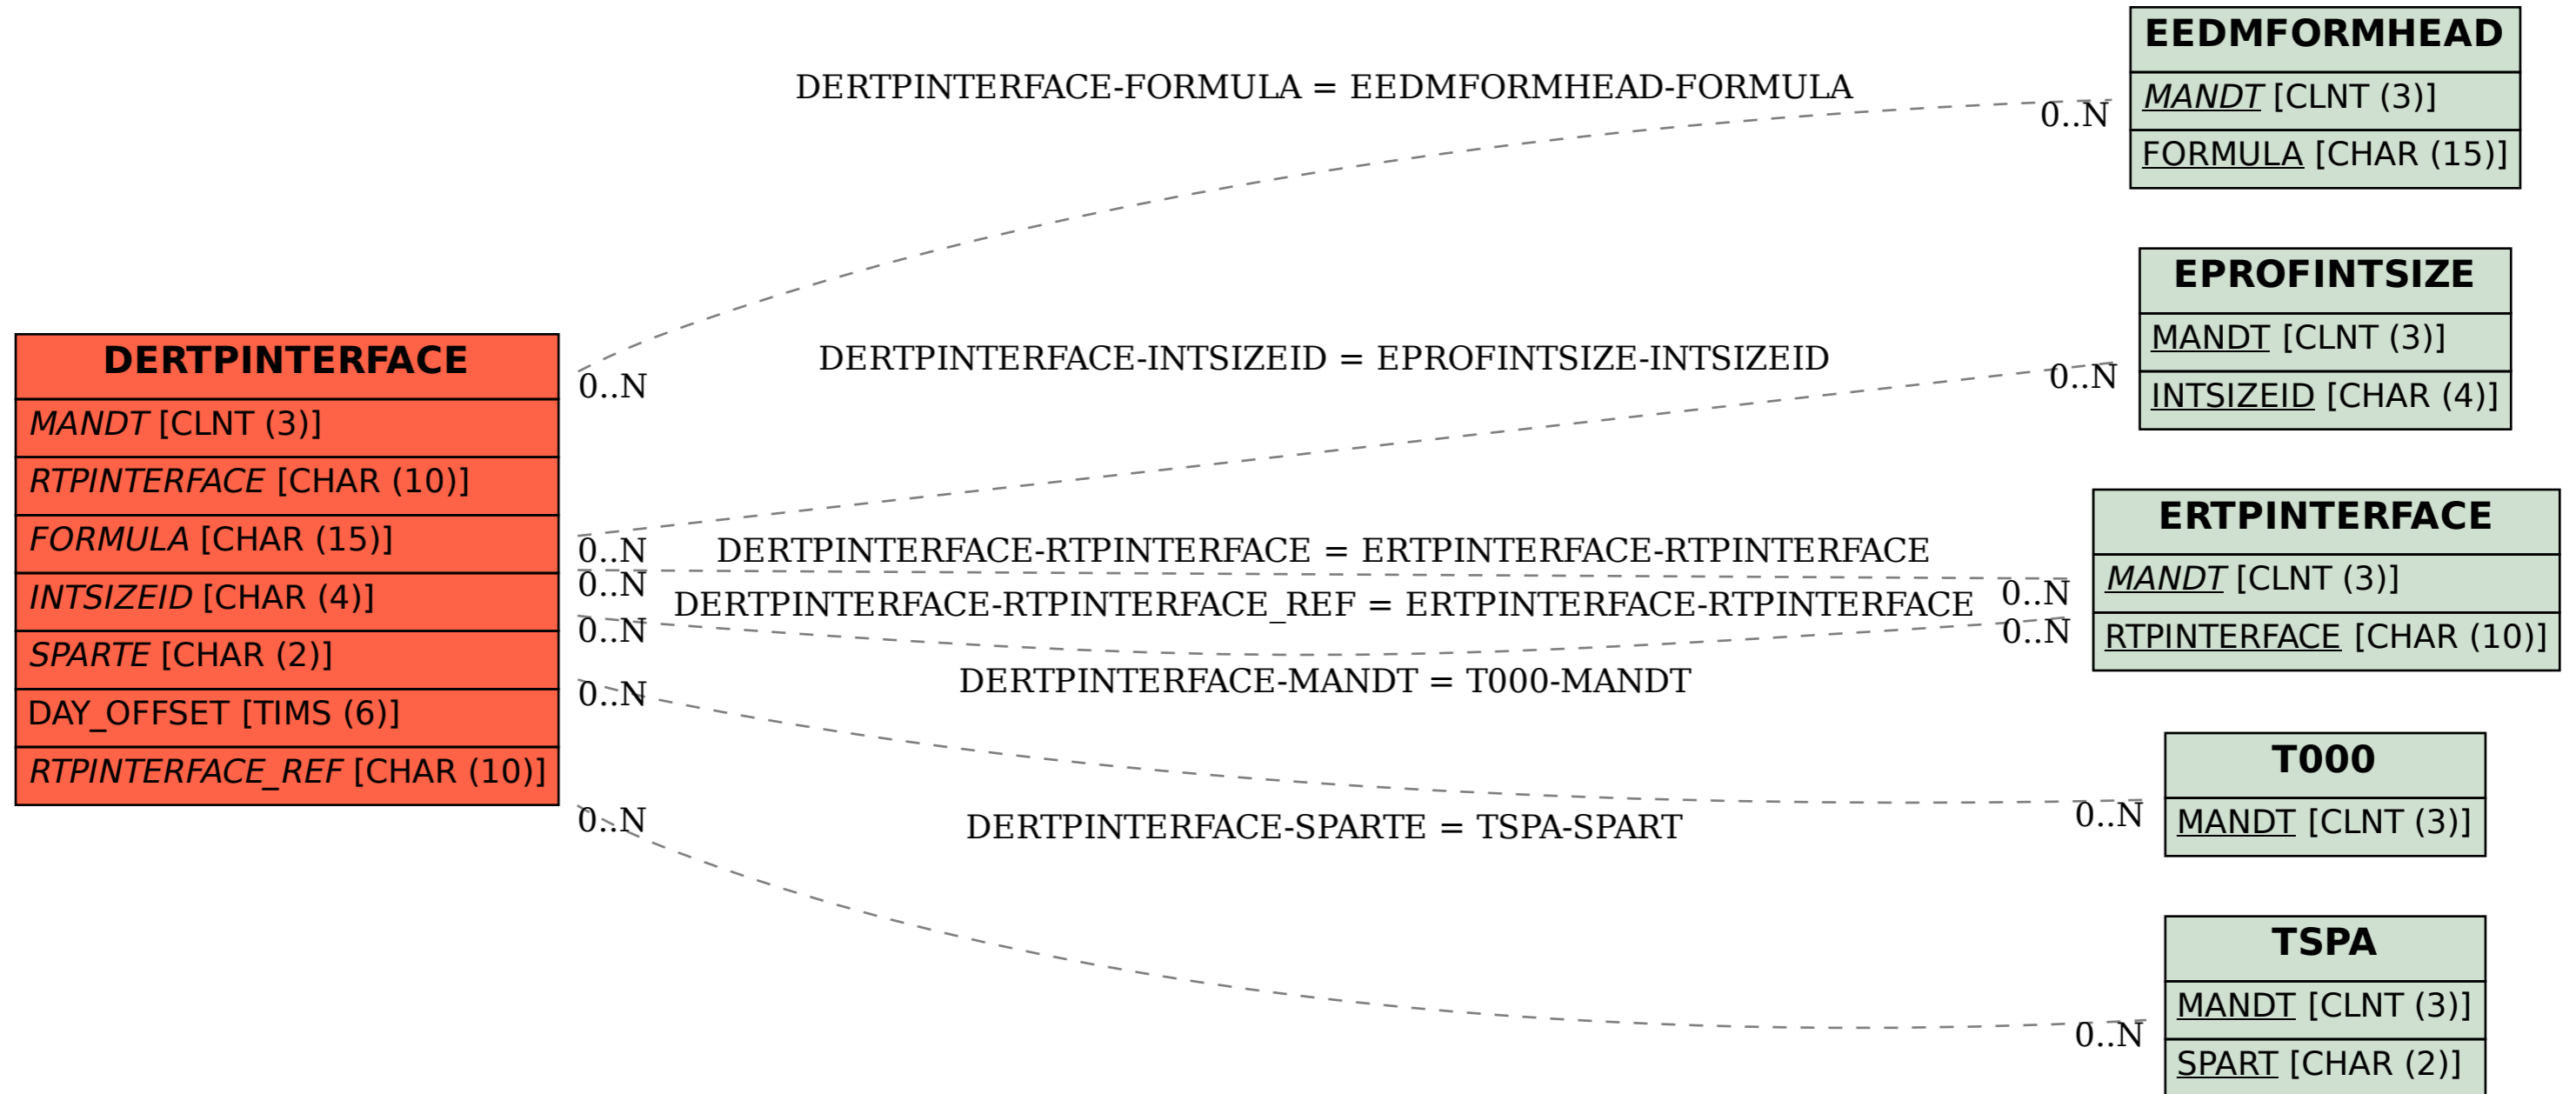 DERTPINTERFACE
MANDT [CLNT (3)]
RTPINTERFACE [CHAR (10)]
FORMULA [CHAR (15)]
INTSIZEID [CHAR (4)]
SPARTE [CHAR (2)]
DAY_OFFSET [TIMS (6)]
RTPINTERFACE_REF [CHAR (10)]
DERTPINTERFACE-FORMULA = EEDMFORMHEAD-FORMULA
0..N
0..N
DERTPINTERFACE-INTSIZEID = EPROFINTSIZE-INTSIZEID
0..N
0..N
DERTPINTERFACE-RTPINTERFACE = ERTPINTERFACE-RTPINTERFACE
0..N
0..N
DERTPINTERFACE-RTPINTERFACE_REF = ERTPINTERFACE-RTPINTERFACE
0..N
0..N
DERTPINTERFACE-MANDT = T000-MANDT
0..N
0..N
DERTPINTERFACE-SPARTE = TSPA-SPART
0..N
0..N
EEDMFORMHEAD
MANDT [CLNT (3)]
FORMULA [CHAR (15)]
EPROFINTSIZE
MANDT [CLNT (3)]
INTSIZEID [CHAR (4)]
ERTPINTERFACE
MANDT [CLNT (3)]
RTPINTERFACE [CHAR (10)]
T000
MANDT [CLNT (3)]
TSPA
MANDT [CLNT (3)]
SPART [CHAR (2)]